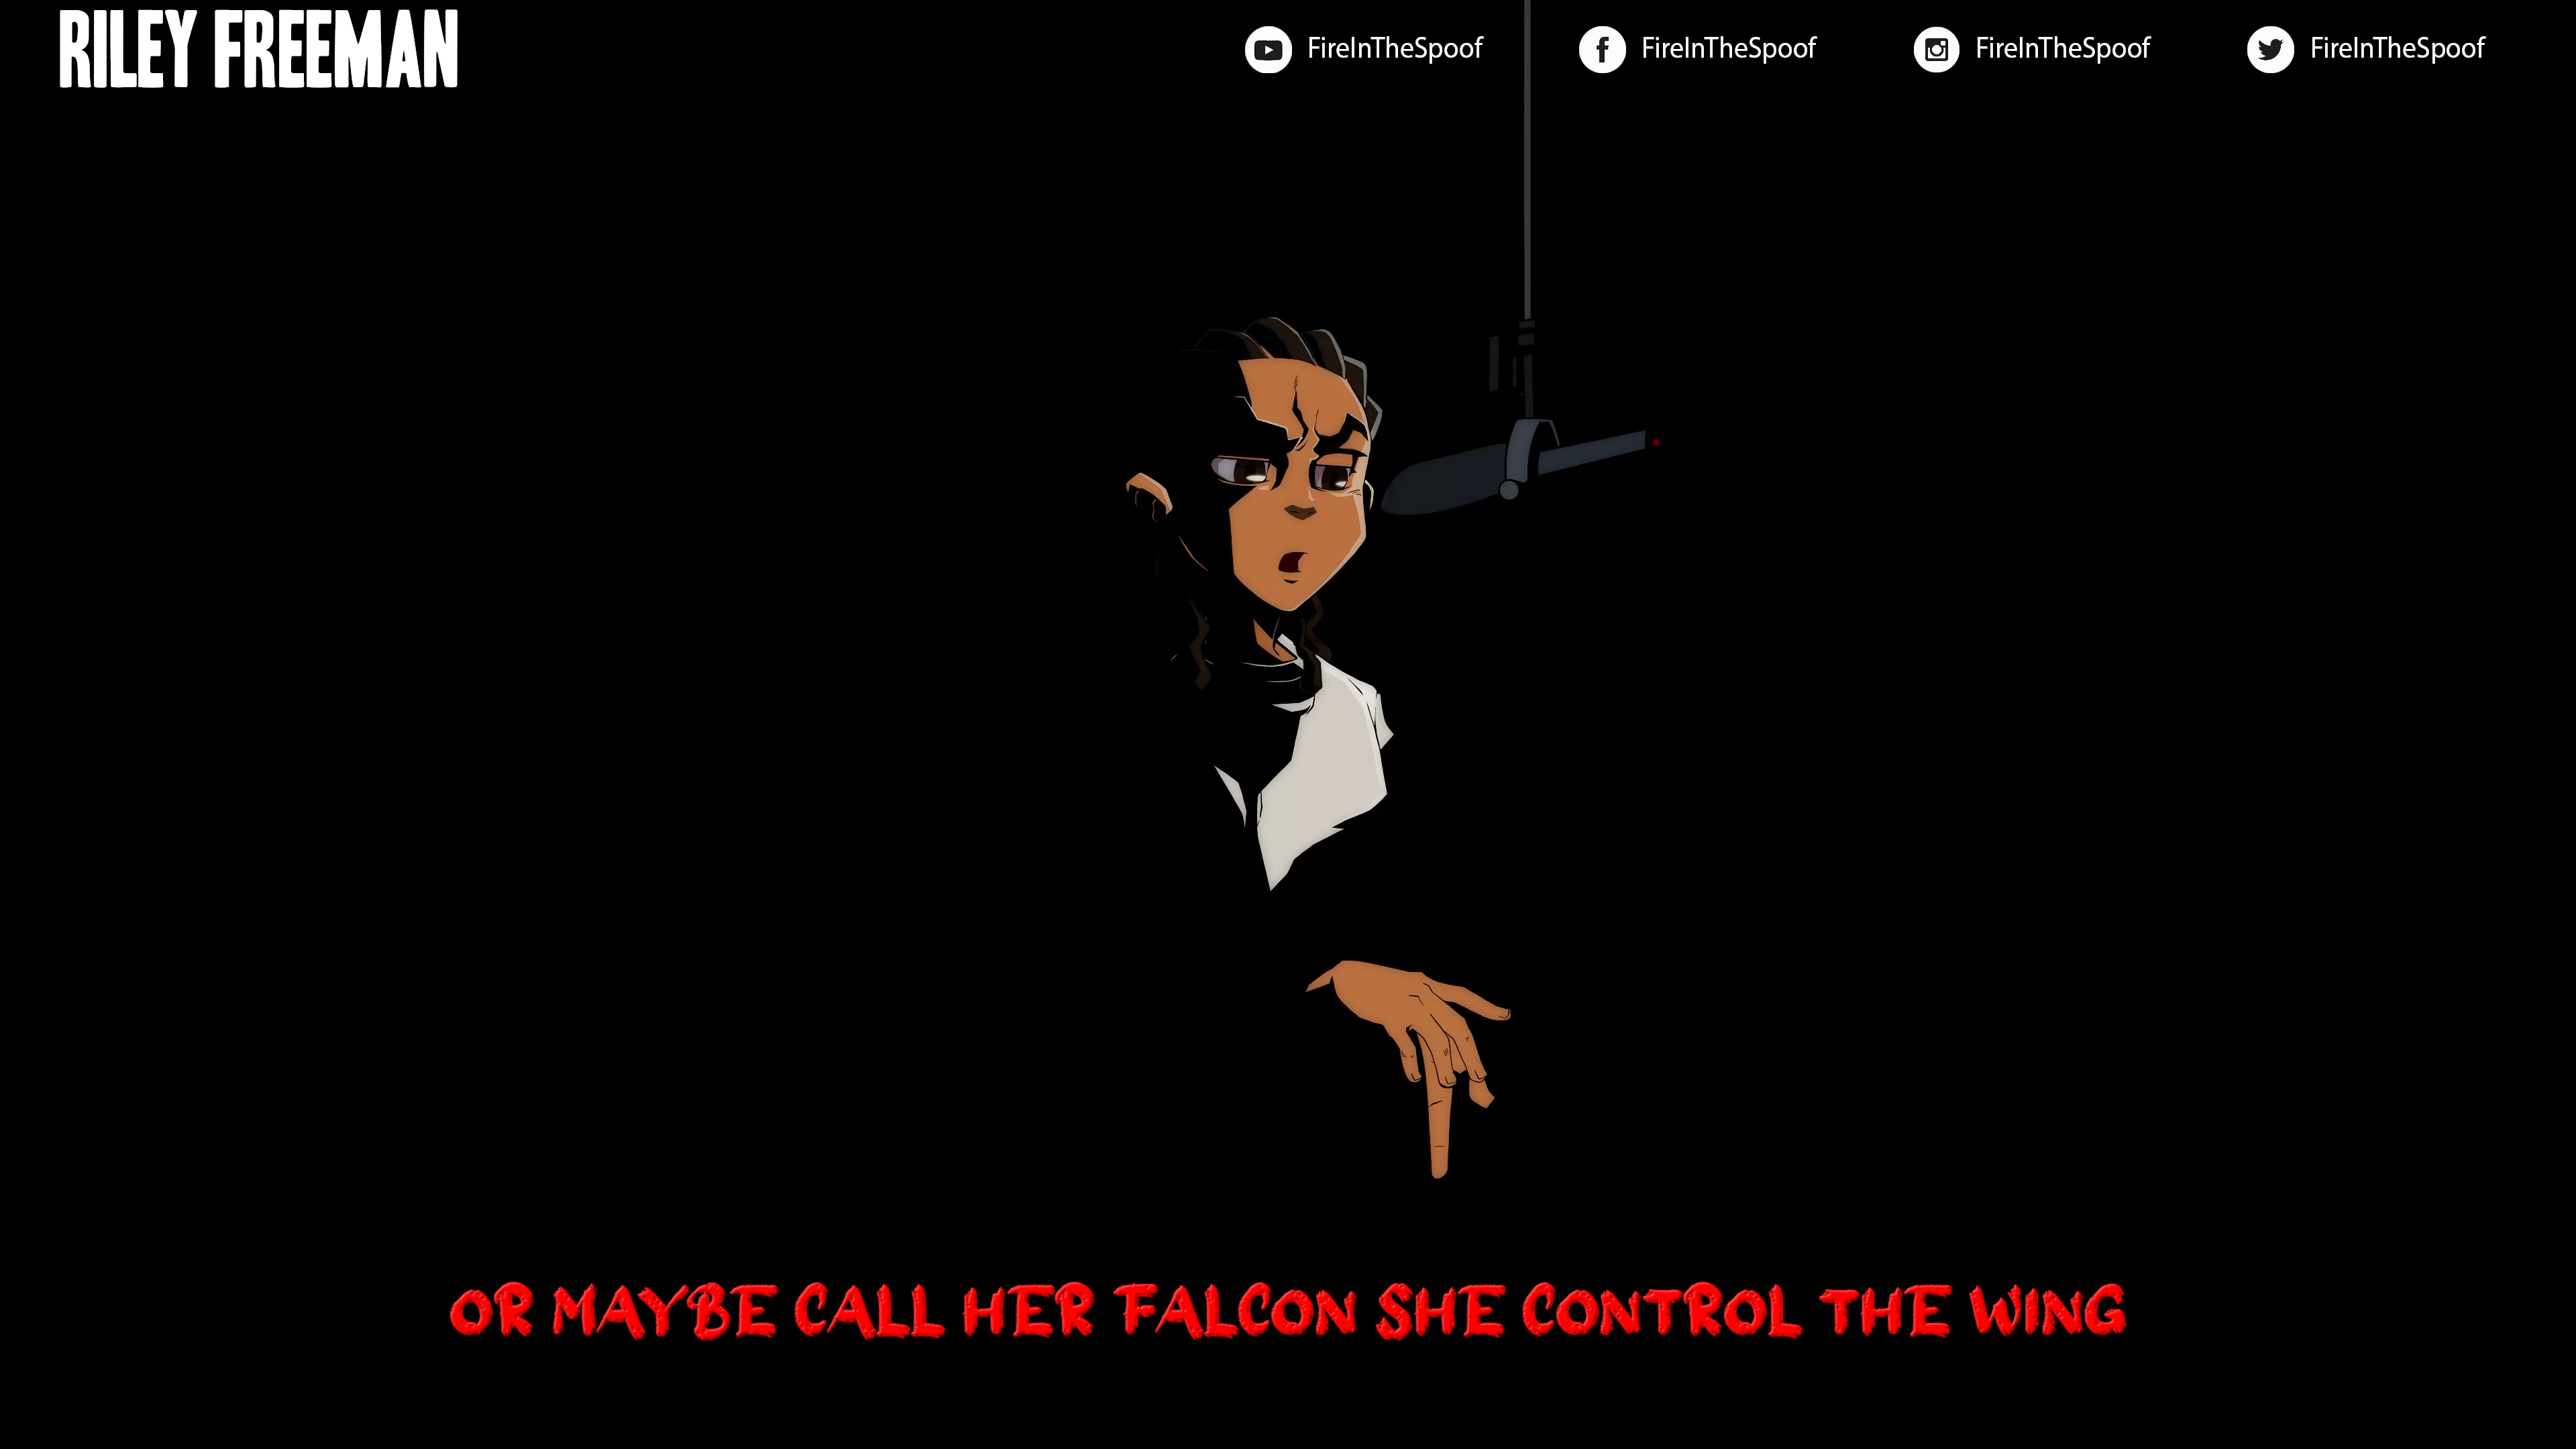 RILEY FREEMAN
FireInTheSpoof
FireInTheSpoof
FireInTheSpoof
FireInTheSpoof
OR MAYBE CALL HER FALCON SHE CONTROL THE WING